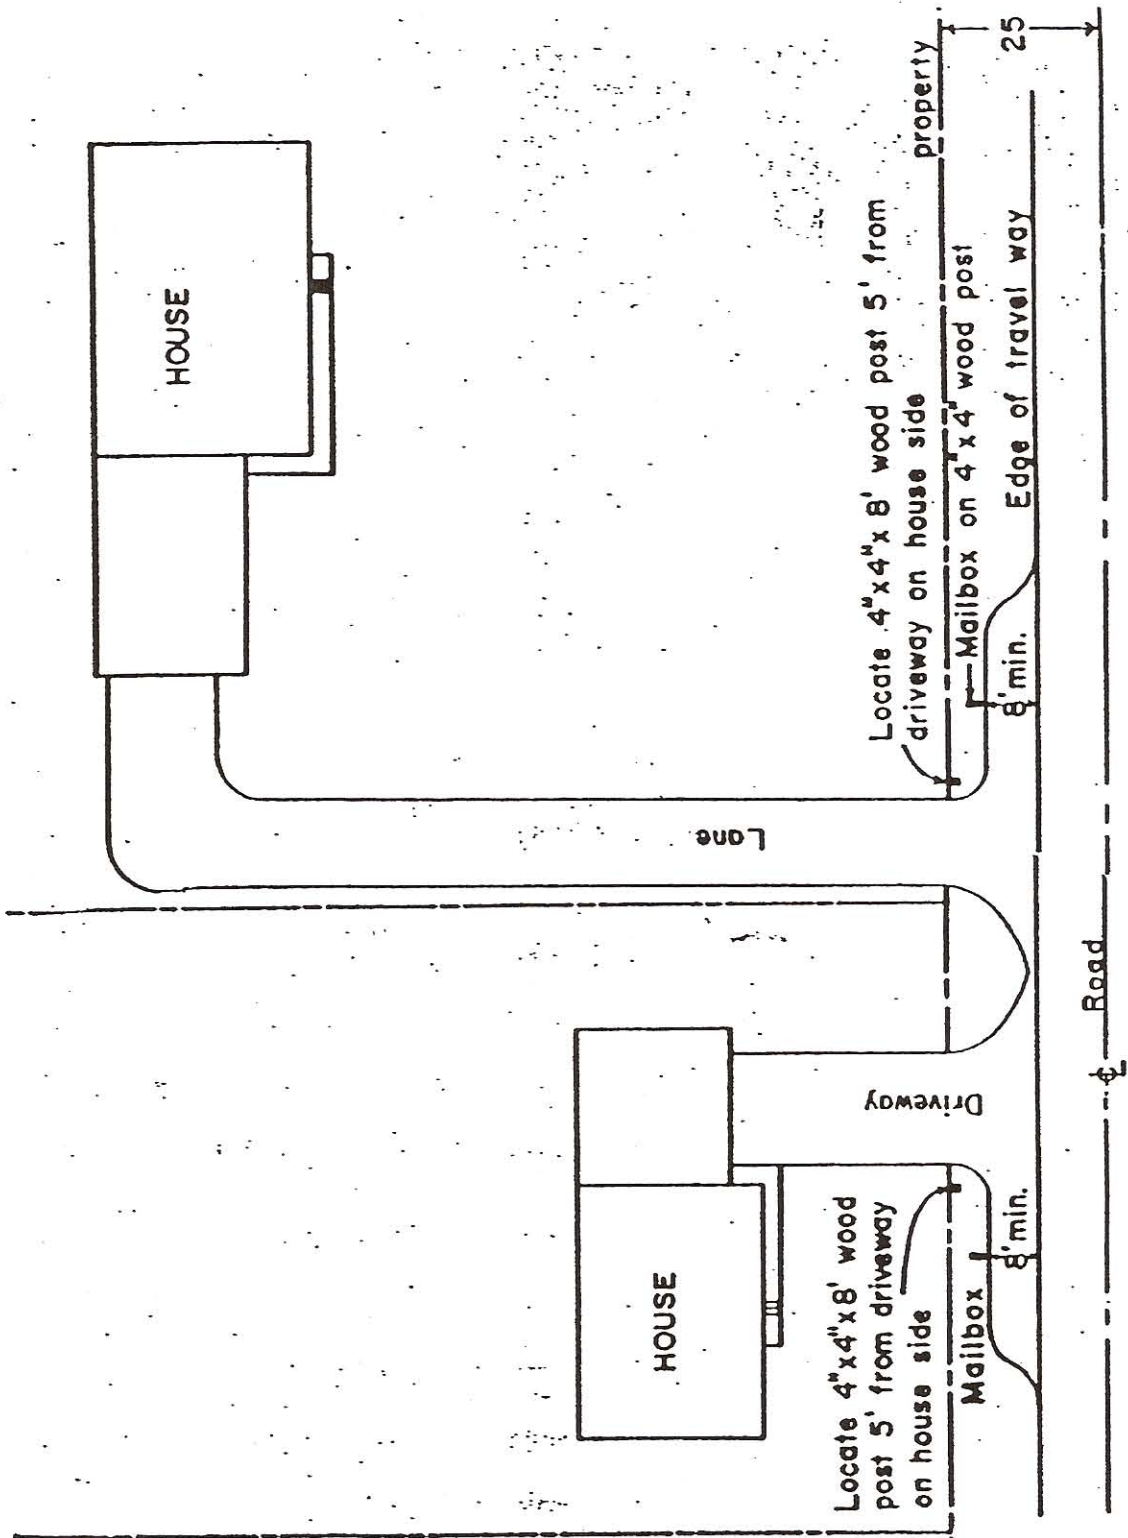 HOUSE
Locate 4"x4"x 8' wood post 5' from
driveway on house side
Mailbox on 4"x4" wood post
property
25
Edge of travel way
8'min.
Lane
HOUSE
Driveway
Locate 4"x4"x8' wood
post 5' from driveway
on house side
Mailbox
8'min.
Road
℄